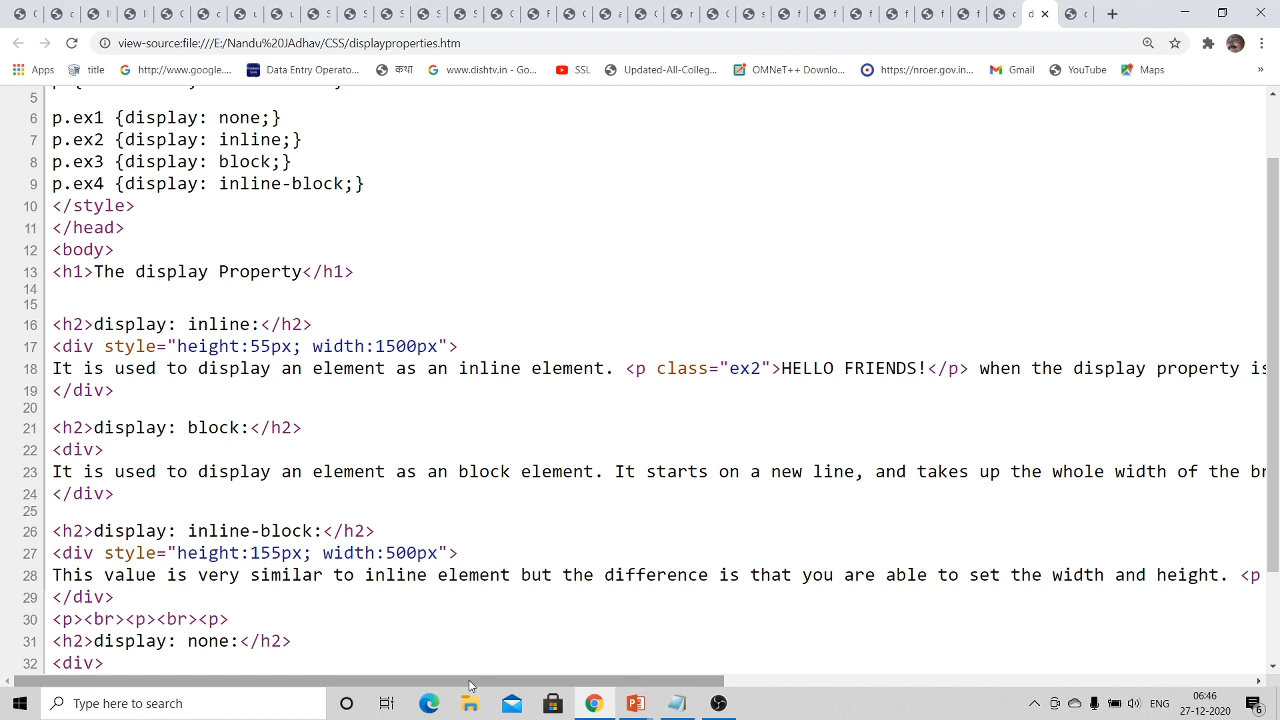 view-source:file:///E:/Nandu%20JAdhav/CSS/displayproperties.htm
Apps title http://www.google.... Data Entry Operato... कथा www.dishtv.in - Go... SSL Updated-All-Colleg... OMNeT++ Downlo... https://nroer.gov.in... Gmail YouTube Maps »
5
6 p.ex1 {display: none;}
7 p.ex2 {display: inline;}
8 p.ex3 {display: block;}
9 p.ex4 {display: inline-block;}
10 </style>
11 </head>
12 <body>
13 <h1>The display Property</h1>
14
15
16 <h2>display: inline:</h2>
17 <div style="height:55px; width:1500px">
18 It is used to display an element as an inline element. <p class="ex2">HELLO FRIENDS!</p> when the display property is
19 </div>
20
21 <h2>display: block:</h2>
22 <div>
23 It is used to display an element as an block element. It starts on a new line, and takes up the whole width of the br
24 </div>
25
26 <h2>display: inline-block:</h2>
27 <div style="height:155px; width:500px">
28 This value is very similar to inline element but the difference is that you are able to set the width and height. <p
29 </div>
30 <p><br><p><br><p>
31 <h2>display: none:</h2>
32 <div>
Type here to search
ENG
06:46
27-12-2020
6